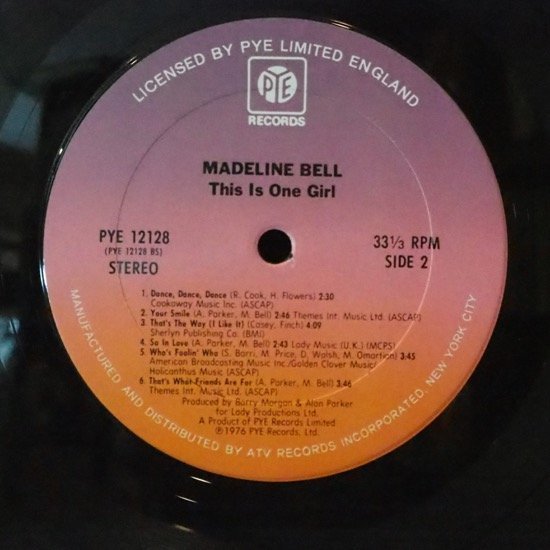 LICENSED BY PYE LIMITED ENGLAND
PYE
RECORDS
MADELINE BELL
This Is One Girl
PYE 12128
(PYE 12128 BS)
STEREO
33⅓ RPM
SIDE 2
1. Dance, Dance, Dance (R. Cook, H. Flowers) 2:30
Cookaway Music Inc. (ASCAP)
2. Your Smile (A. Parker, M. Bell) 2:46 Themes Int. Music Ltd. (ASCAP)
3. That's The Way (I Like It) (Casey, Finch) 4:09
Sherlyn Publishing Co. (BMI)
4. So In Love (A. Parker, M. Bell) 2:43 Lady Music (U.K.) (MCPS)
5. Who's Foolin' Who (S. Barri, M. Price, D. Walsh, M. Omartion) 3:45
American Broadcasting Music Inc./Golden Clover Music/
Holicanthus Music (ASCAP)
6. That's What Friends Are For (A. Parker, M. Bell) 3:46
Themes Int. Music Ltd. (ASCAP)
Produced by Barry Morgan & Alan Parker
for Lady Productions Ltd.
A Product of PYE Records Limited
℗1976 PYE Records, Ltd.
MANUFACTURED AND DISTRIBUTED BY ATV RECORDS INCORPORATED, NEW YORK CITY